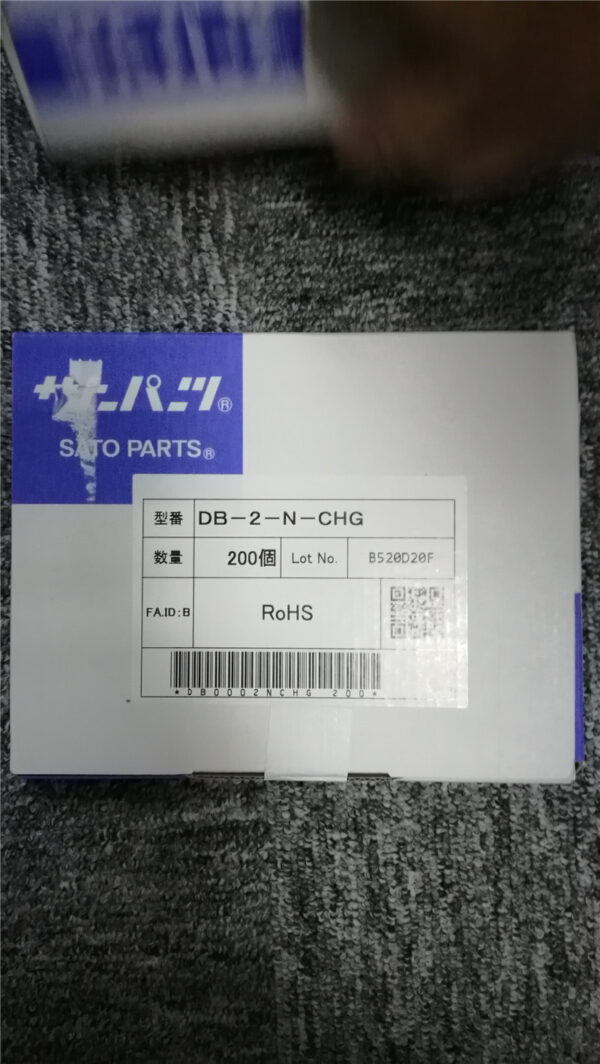 サトーパーツ®
SATO PARTS®
型番 DB-2-N-CHG
数量 200個 Lot No. B520D20F
FA.ID:B RoHS
*DB0002NCHG 200*